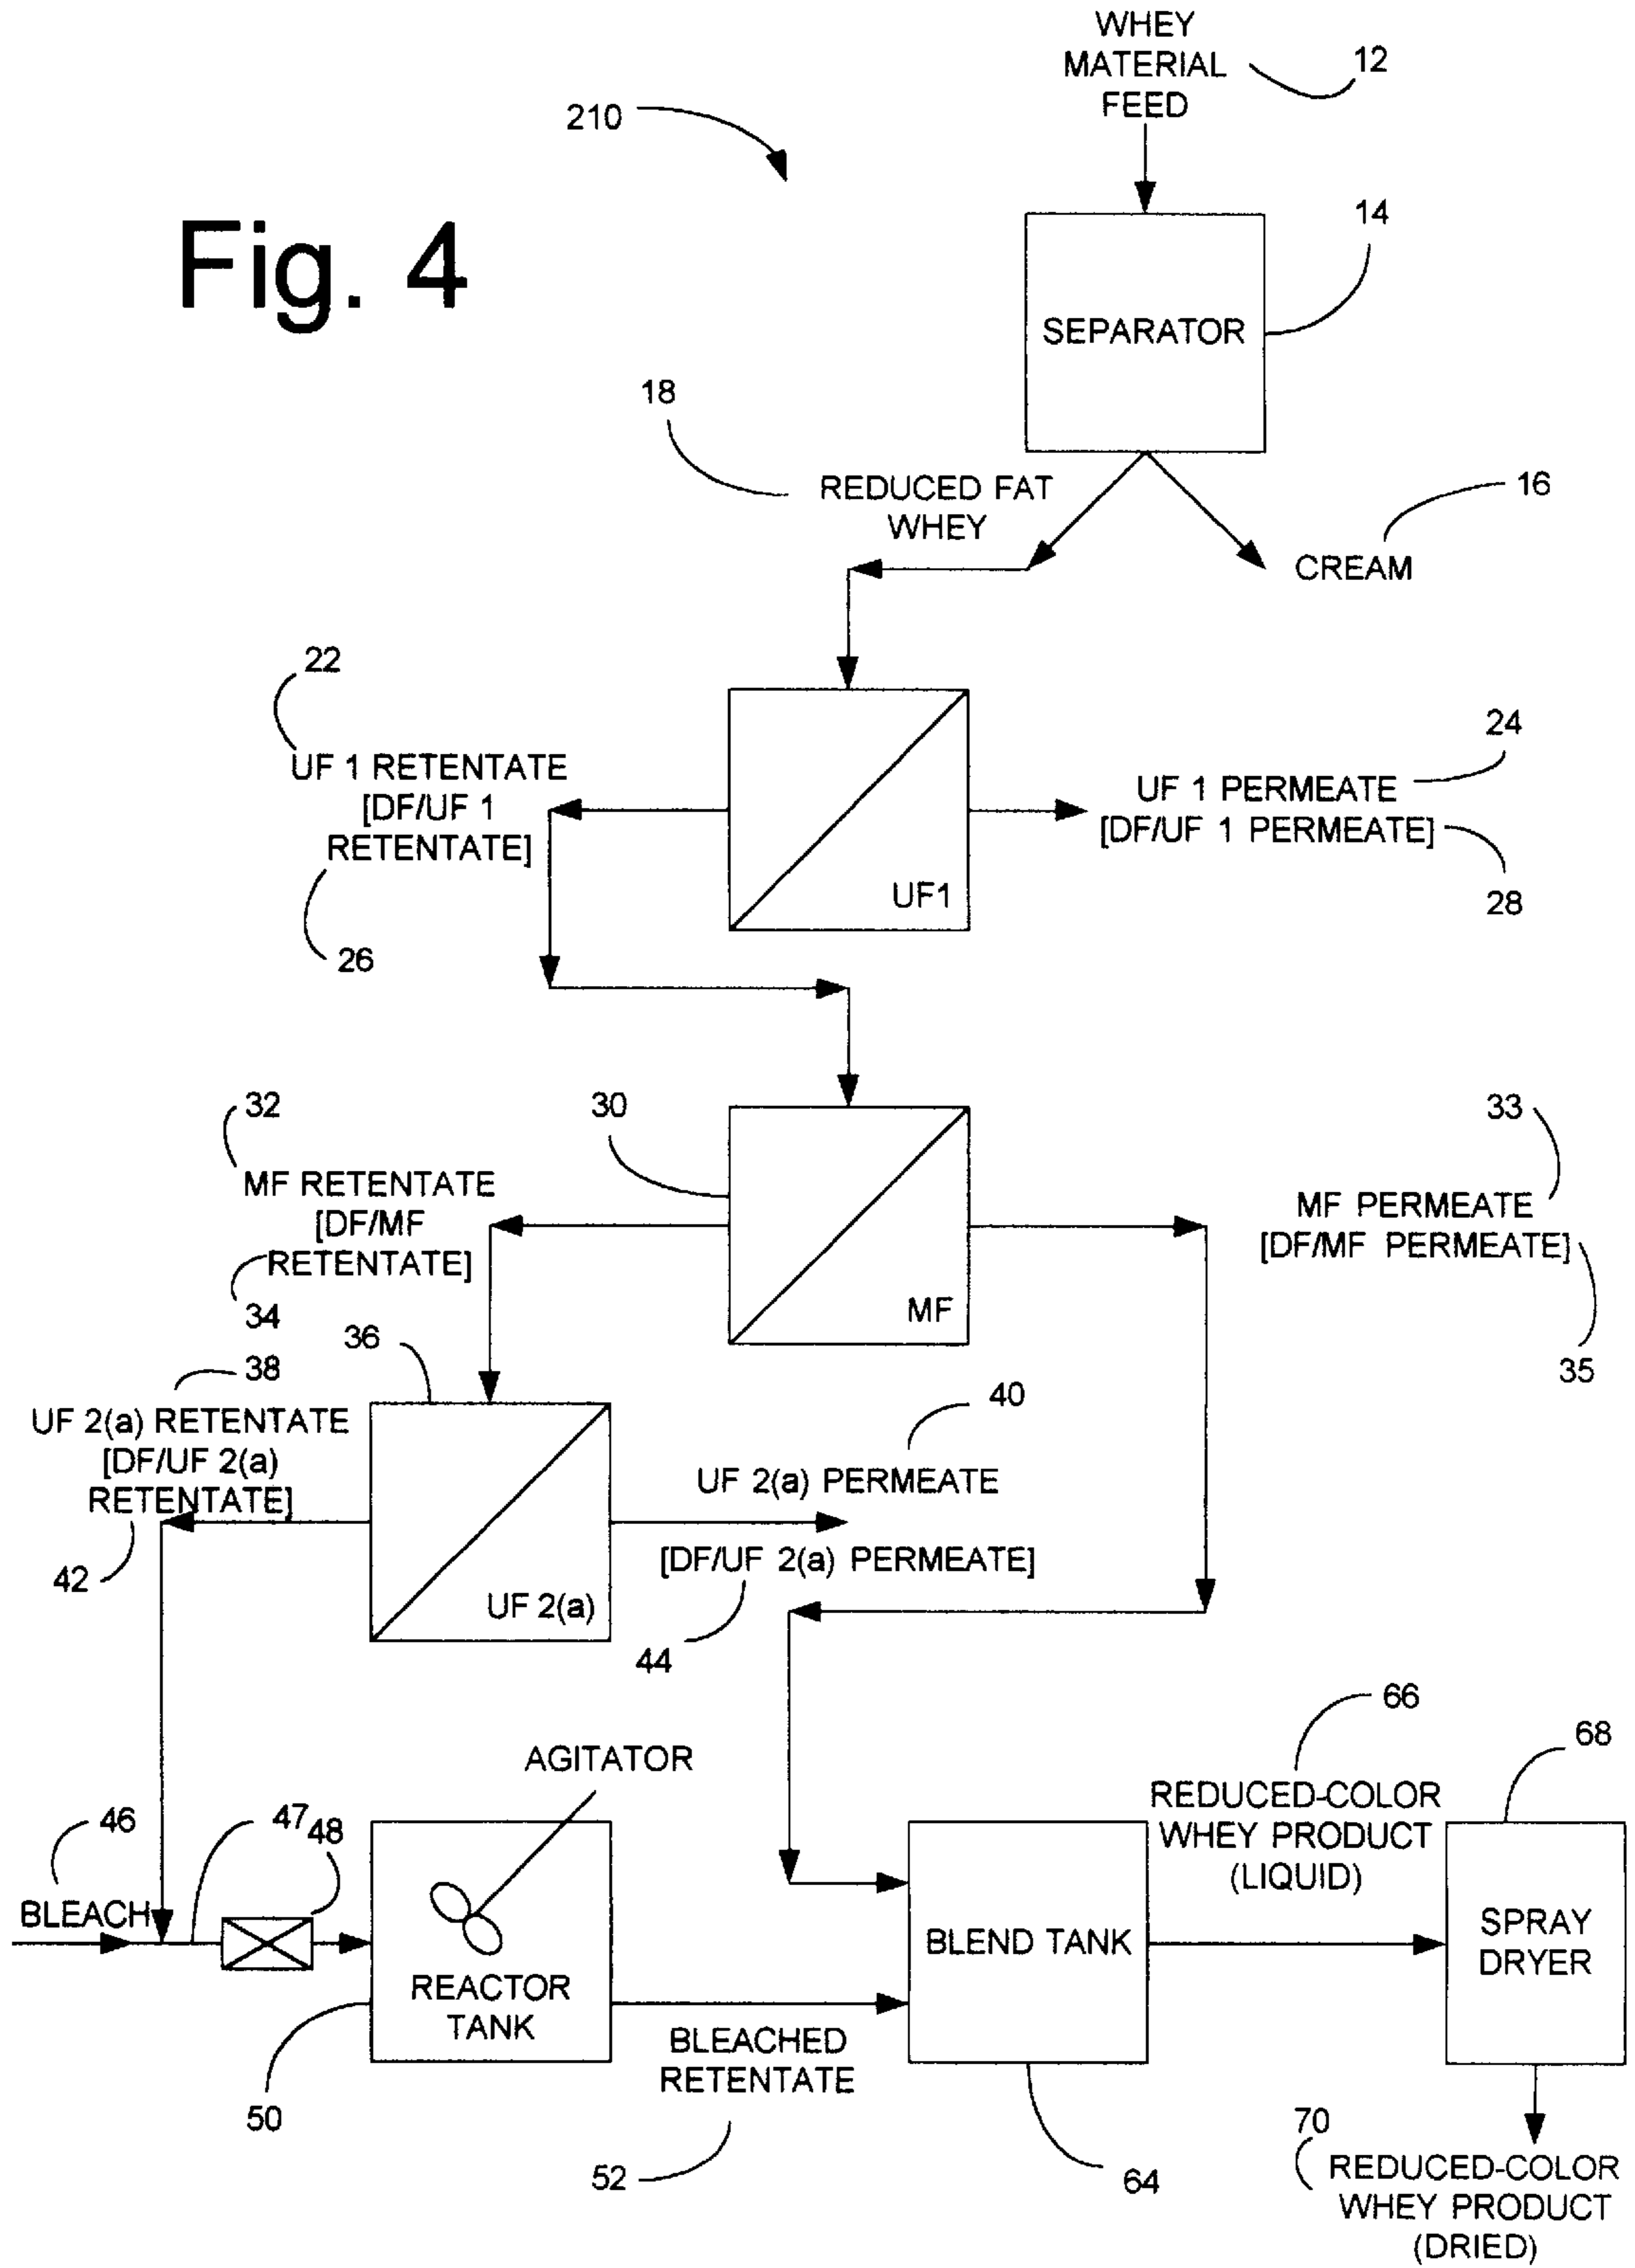 WHEY
MATERIAL
FEED
12
210
Fig. 4
14
SEPARATOR
18
REDUCED FAT
WHEY
16
CREAM
22
UF 1 RETENTATE
[DF/UF 1
RETENTATE]
26
24
UF 1 PERMEATE
[DF/UF 1 PERMEATE]
28
UF1
32
MF RETENTATE
[DF/MF
RETENTATE]
34
30
MF
33
MF PERMEATE
[DF/MF PERMEATE]
35
36
38
UF 2(a) RETENTATE
[DF/UF 2(a)
RETENTATE]
42
UF 2(a)
40
UF 2(a) PERMEATE
[DF/UF 2(a) PERMEATE]
44
AGITATOR
46
BLEACH
47
48
REACTOR
TANK
50
BLEACHED
RETENTATE
52
BLEND TANK
64
66
REDUCED-COLOR
WHEY PRODUCT
(LIQUID)
68
SPRAY
DRYER
70
REDUCED-COLOR
WHEY PRODUCT
(DRIED)